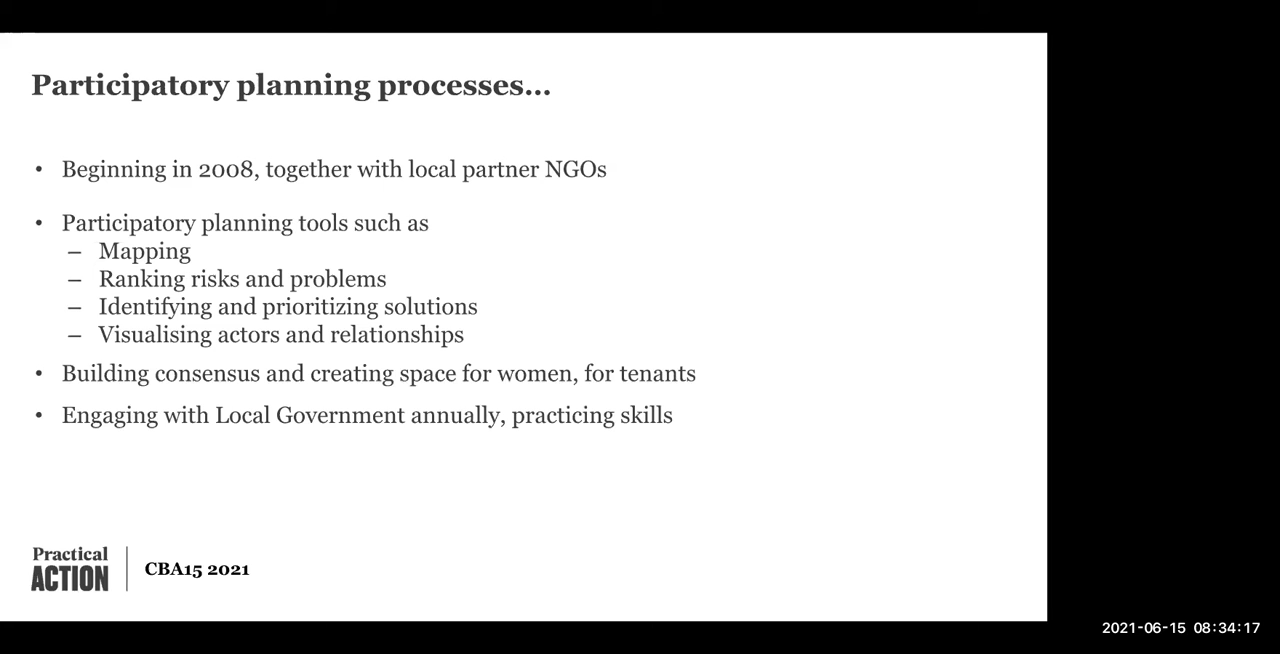 Participatory planning processes...
• Beginning in 2008, together with local partner NGOs
• Participatory planning tools such as
– Mapping
– Ranking risks and problems
– Identifying and prioritizing solutions
– Visualising actors and relationships
• Building consensus and creating space for women, for tenants
• Engaging with Local Government annually, practicing skills
Practical
ACTION
CBA15 2021
2021-06-15 08:34:17